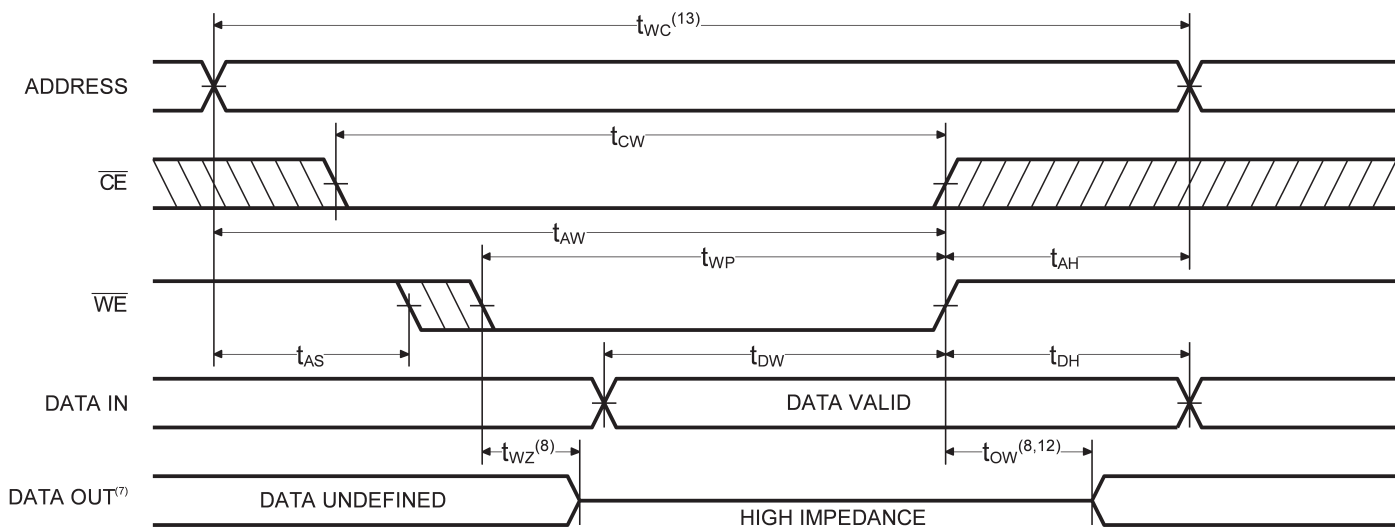 tWC(13)
ADDRESS
tCW
CE
tAW
tWP
tAH
WE
tAS
tDW
tDH
DATA IN
DATA VALID
tWZ(8)
tOW(8,12)
DATA OUT(7)
DATA UNDEFINED
HIGH IMPEDANCE